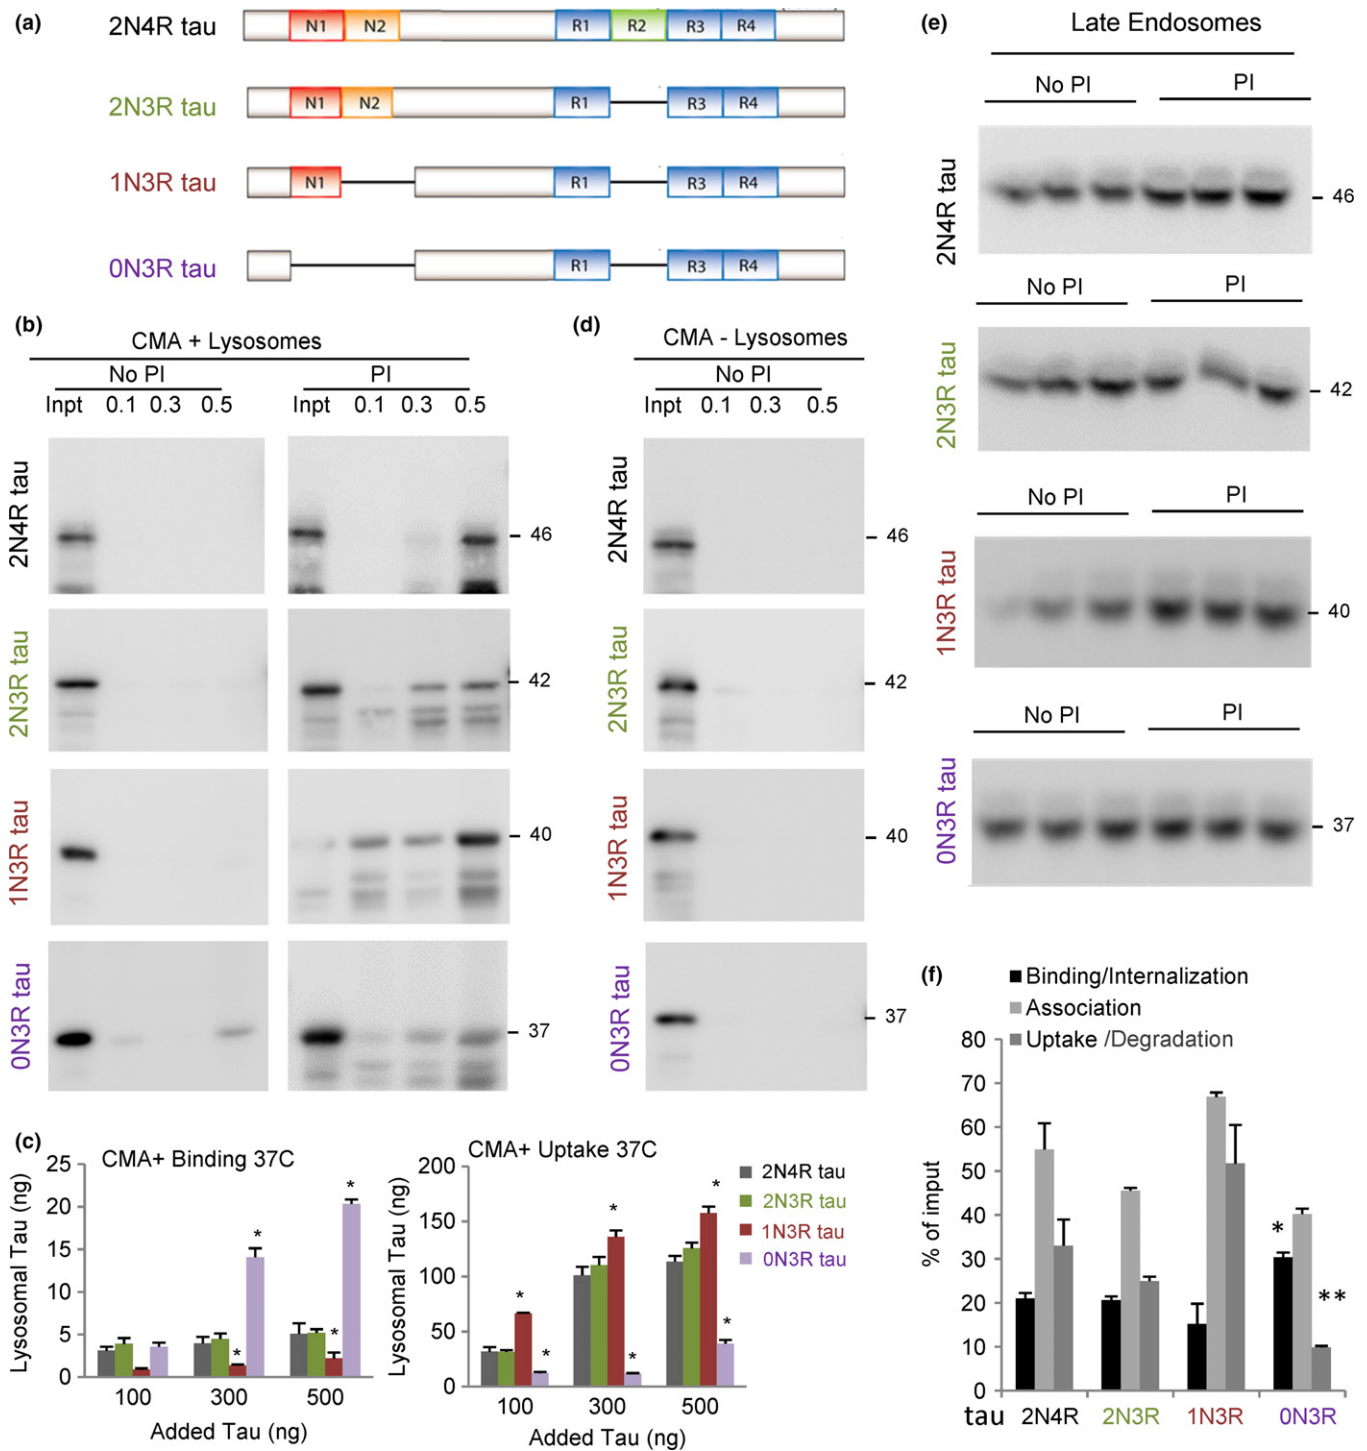 (a)
2N4R tau N1 N2 R1 R2 R3 R4
2N3R tau N1 N2 R1 R3 R4
1N3R tau N1 R1 R3 R4
0N3R tau R1 R3 R4
(b)
CMA + Lysosomes
No PI PI
Inpt 0.1 0.3 0.5 Inpt 0.1 0.3 0.5
2N4R tau 46
2N3R tau 42
1N3R tau 40
0N3R tau 37
(c)
CMA+ Binding 37C
Lysosomal Tau (ng)
25
20
15
10
5
0
* * * *
100 300 500
Added Tau (ng)
CMA+ Uptake 37C
Lysosomal Tau (ng)
200
150
100
50
0
* * * * * *
100 300 500
Added Tau (ng)
2N4R tau
2N3R tau
1N3R tau
0N3R tau
(d)
CMA - Lysosomes
No PI
Inpt 0.1 0.3 0.5
2N4R tau 46
2N3R tau 42
1N3R tau 40
0N3R tau 37
(e)
Late Endosomes
No PI PI
2N4R tau 46
No PI PI
2N3R tau 42
No PI PI
1N3R tau 40
No PI PI
0N3R tau 37
(f)
Binding/Internalization
Association
Uptake /Degradation
% of imput
80
70
60
50
40
30
20
10
0
* **
tau 2N4R 2N3R 1N3R 0N3R